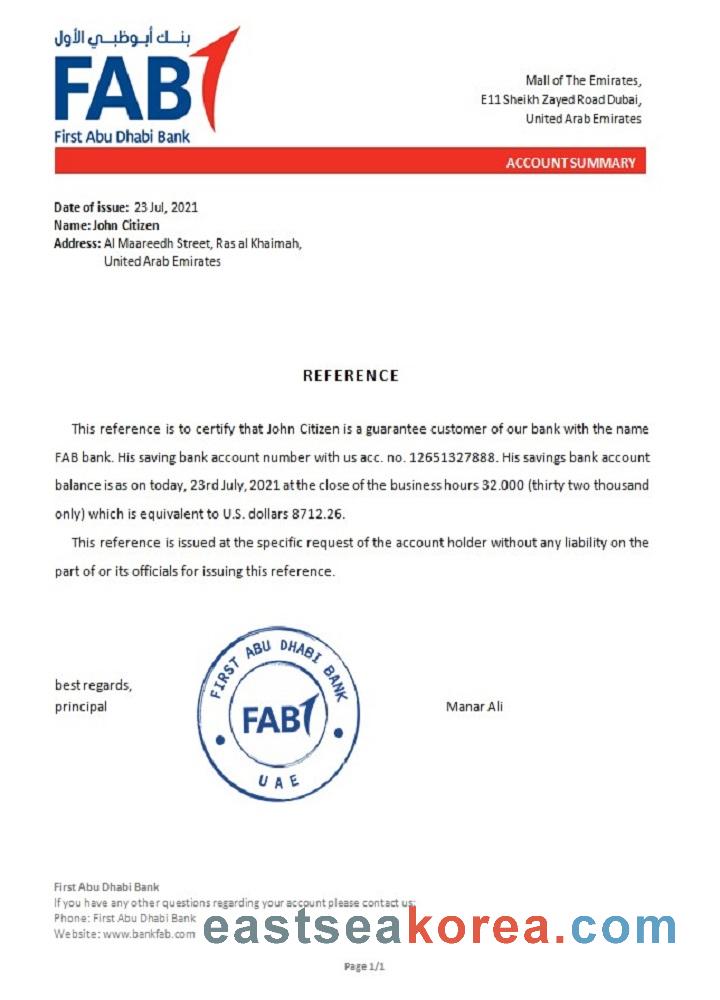 بنك أبوظبي الأول
FAB
First Abu Dhabi Bank
Mall of The Emirates,
E11 Sheikh Zayed Road Dubai,
United Arab Emirates
ACCOUNT SUMMARY
Date of issue: 23 Jul, 2021
Name: John Citizen
Address: Al Maareedh Street, Ras al Khaimah,
United Arab Emirates
REFERENCE
This reference is to certify that John Citizen is a guarantee customer of our bank with the name
FAB bank. His saving bank account number with us acc. no. 12651327888. His savings bank account
balance is as on today, 23rd July, 2021 at the close of the business hours 32.000 (thirty two thousand
only) which is equivalent to U.S. dollars 8712.26.
This reference is issued at the specific request of the account holder without any liability on the
part of or its officials for issuing this reference.
best regards,
principal
FIRST ABU DHABI BANK
FAB
UAE
Manar Ali
First Abu Dhabi Bank
If you have any other questions regarding your account please contact us:
Phone: First Abu Dhabi Bank
Website: www.bankfab.com
eastseakorea.com
Page 1/1